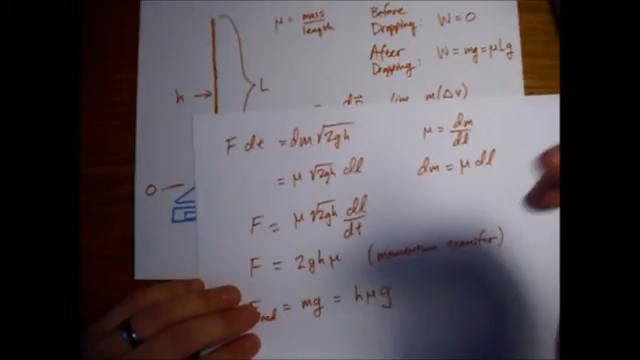 μ = mass/length
Before Dropping: W = 0
After Dropping: W = mg = μLg
h → L
m(Δv)
0 —
F dt = dm √2gh
μ = dm/dl
= μ √2gh dl
dm = μ dl
F = μ √2gh dl/dt
F = 2ghμ (momentum transfer)
= mg = hμg